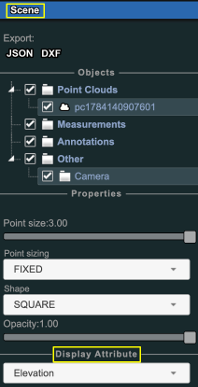 Scene
Export:
JSON DXF
Objects
Point Clouds
pc1784140907601
Measurements
Annotations
Other
Camera
Properties
Point size:3.00
Point sizing
FIXED
Shape
SQUARE
Opacity:1.00
Display Attribute
Elevation